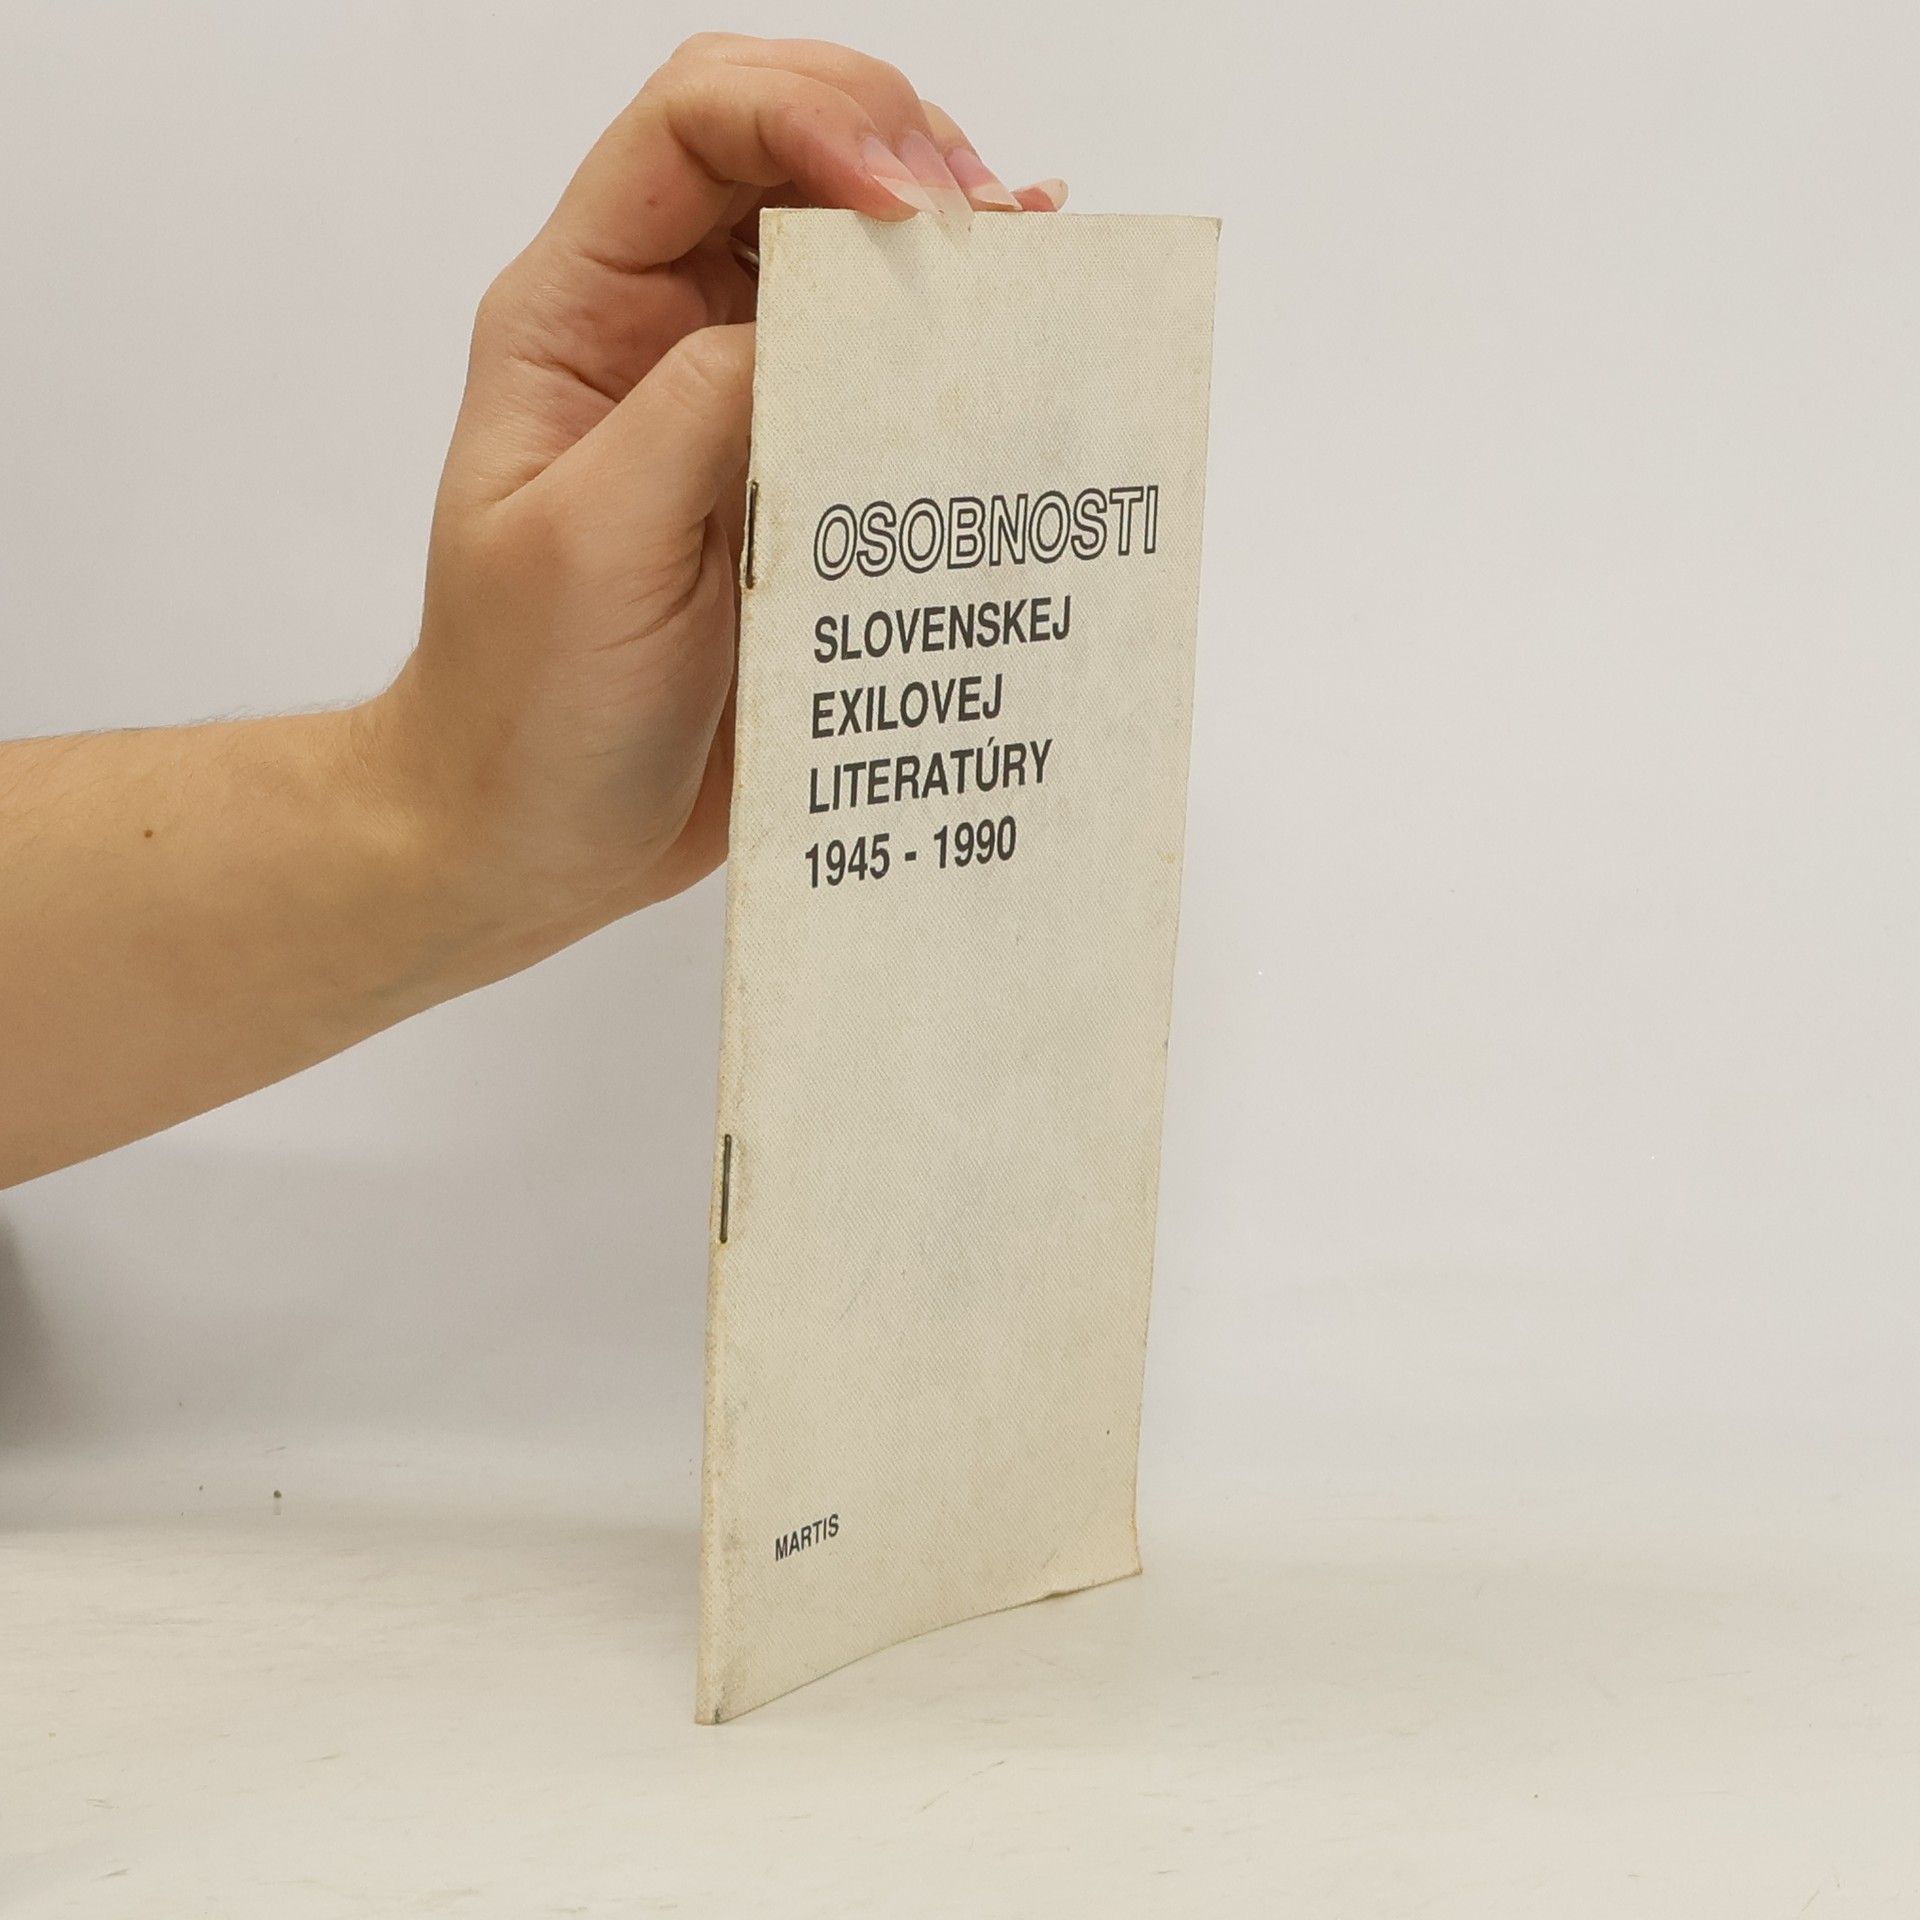 OSOBNOSTI
SLOVENSKEJ
EXILOVEJ
LITERATÚRY
1945 - 1990
MARTIS